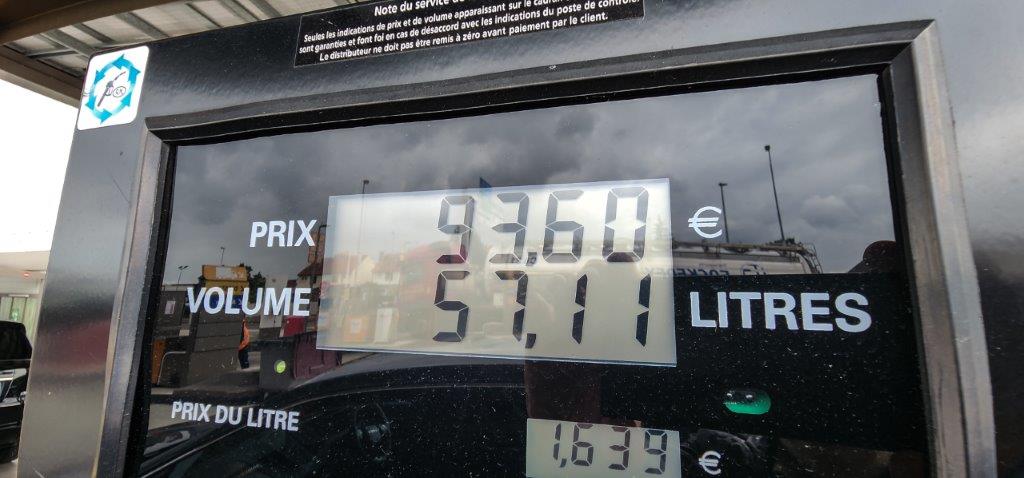 Note du service de
Seules les indications de prix et de volume apparaissant sur le cadran
sont garanties et font foi en cas de désaccord avec les indications du poste de contrôle.
Le distributeur ne doit pas être remis à zéro avant paiement par le client.
PRIX 93,60 €
VOLUME 57,11 LITRES
PRIX DU LITRE
1,639 €